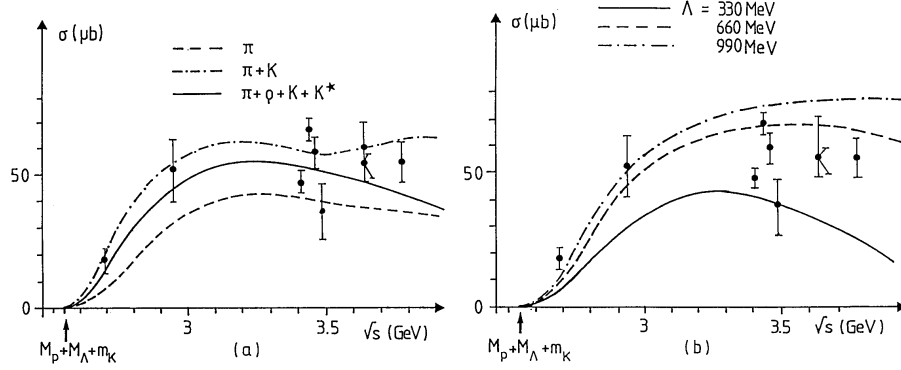 σ(μb)
π
π+K
π+ϱ+K+K*
50
0
3
3.5
√s (GeV)
M_p+M_Λ+m_K
(a)
Λ = 330 MeV
660 MeV
990 MeV
σ(μb)
50
0
3
3.5
√s (GeV)
M_p+M_Λ+m_K
(b)